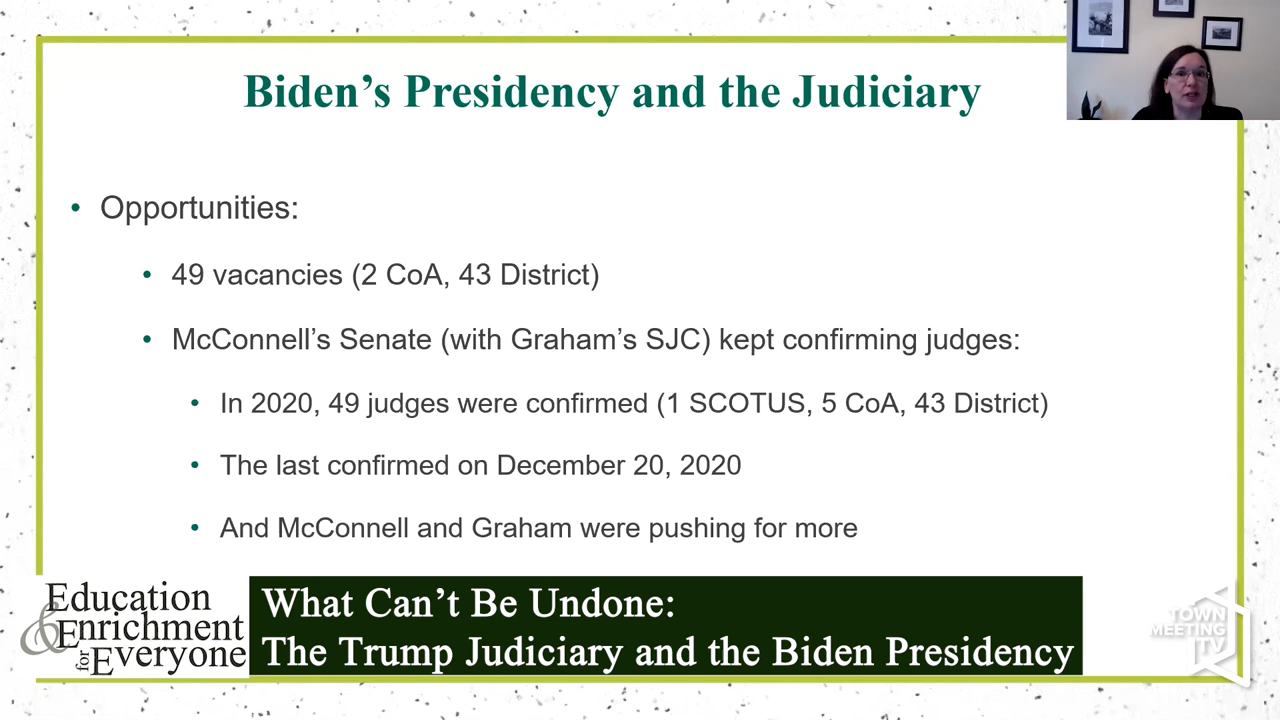 Biden’s Presidency and the Judiciary
• Opportunities:
• 49 vacancies (2 CoA, 43 District)
• McConnell’s Senate (with Graham’s SJC) kept confirming judges:
• In 2020, 49 judges were confirmed (1 SCOTUS, 5 CoA, 43 District)
• The last confirmed on December 20, 2020
• And McConnell and Graham were pushing for more
Education
& Enrichment
for Everyone
What Can’t Be Undone:
The Trump Judiciary and the Biden Presidency
TOWN
MEETING
TV